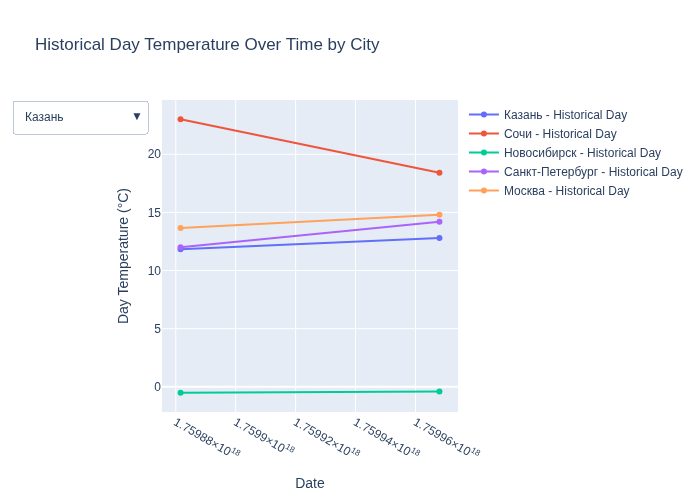 Historical Day Temperature Over Time by City
Казань ▼
Казань - Historical Day
Сочи - Historical Day
Новосибирск - Historical Day
Санкт-Петербург - Historical Day
Москва - Historical Day
Day Temperature (°C)
20
15
10
5
0
1.75988×10¹⁸
1.7599×10¹⁸
1.75992×10¹⁸
1.75994×10¹⁸
1.75996×10¹⁸
Date